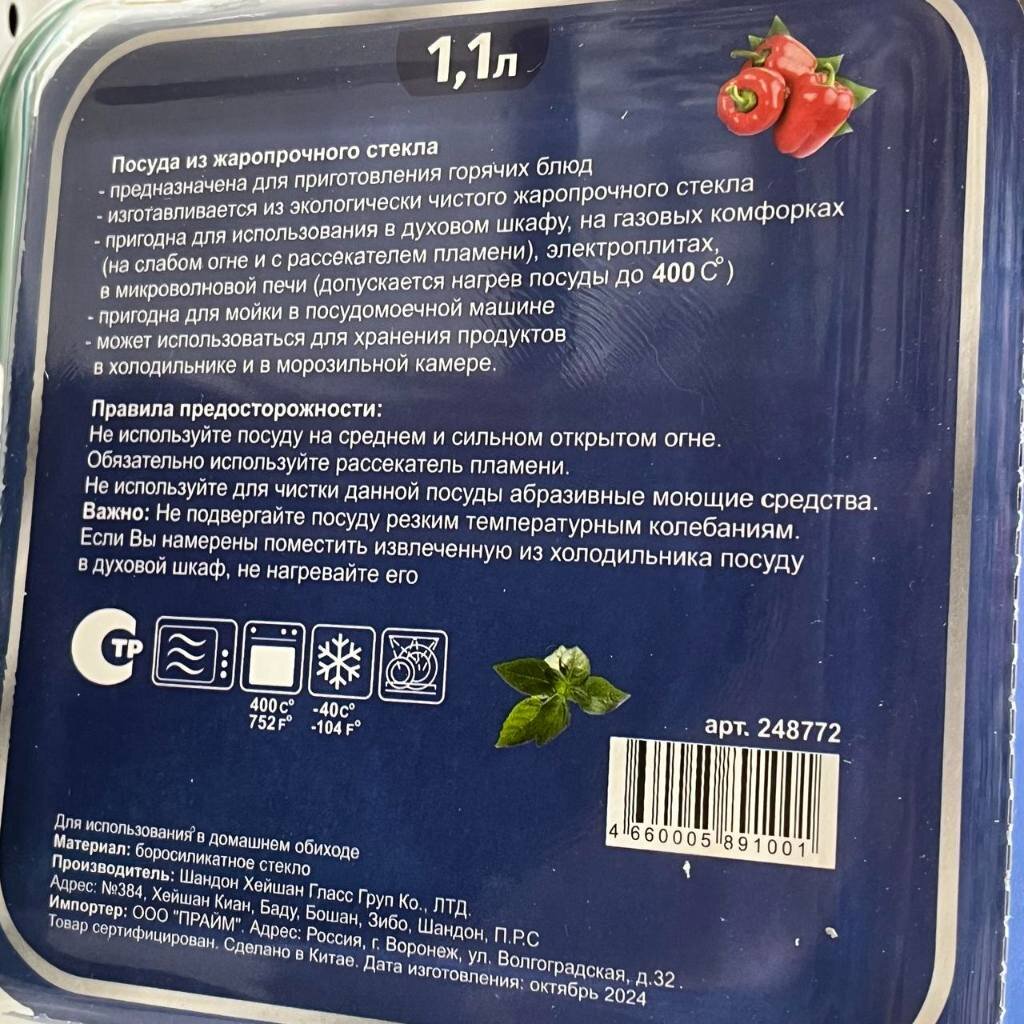 1,1л
Посуда из жаропрочного стекла
- предназначена для приготовления горячих блюд
- изготавливается из экологически чистого жаропрочного стекла
- пригодна для использования в духовом шкафу, на газовых комфорках
(на слабом огне и с рассекателем пламени), электроплитах,
в микроволновой печи (допускается нагрев посуды до 400 С°)
- пригодна для мойки в посудомоечной машине
- может использоваться для хранения продуктов
в холодильнике и в морозильной камере.
Правила предосторожности:
Не используйте посуду на среднем и сильном открытом огне.
Обязательно используйте рассекатель пламени.
Не используйте для чистки данной посуды абразивные моющие средства.
Важно: Не подвергайте посуду резким температурным колебаниям.
Если Вы намерены поместить извлеченную из холодильника посуду
в духовой шкаф, не нагревайте его
ТР
400С° -40С°
752F° -104 F°
арт. 248772
4 660005 891001
Для использования в домашнем обиходе
Материал: боросиликатное стекло
Производитель: Шандон Хейшан Гласс Груп Ко., ЛТД.
Адрес: №384, Хейшан Киан, Баду, Бошан, Зибо, Шандон, П.Р.С
Импортер: ООО "ПРАЙМ". Адрес: Россия, г. Воронеж, ул. Волгоградская, д.32.
Товар сертифицирован. Сделано в Китае. Дата изготовления: октябрь 2024